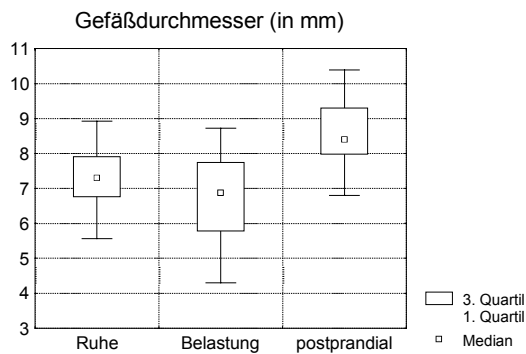 Gefäßdurchmesser (in mm)
11
10
9
8
7
6
5
4
3
Ruhe Belastung postprandial
3. Quartil
1. Quartil
Median